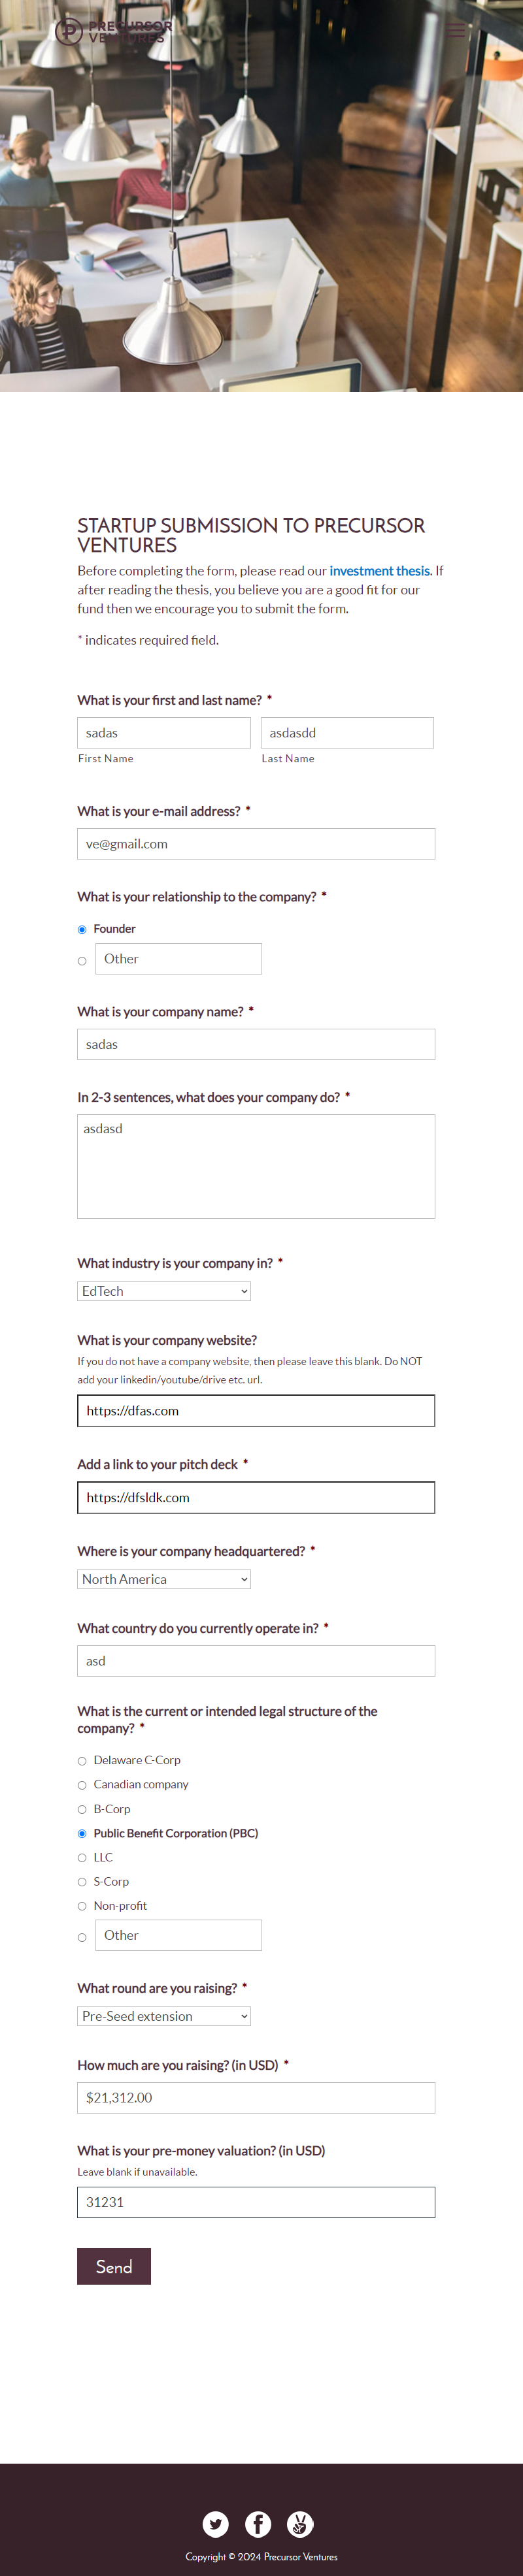 PRECURSOR
VENTURES
STARTUP SUBMISSION TO PRECURSOR
VENTURES
Before completing the form, please read our investment thesis. If
after reading the thesis, you believe you are a good fit for our
fund then we encourage you to submit the form.
* indicates required field.
What is your first and last name? *
sadas asdasdd
First Name Last Name
What is your e-mail address? *
ve@gmail.com
What is your relationship to the company? *
Founder
Other
What is your company name? *
sadas
In 2-3 sentences, what does your company do? *
asdasd
What industry is your company in? *
EdTech
What is your company website?
If you do not have a company website, then please leave this blank. Do NOT
add your linkedin/youtube/drive etc. url.
https://dfas.com
Add a link to your pitch deck *
https://dfsldk.com
Where is your company headquartered? *
North America
What country do you currently operate in? *
asd
What is the current or intended legal structure of the
company? *
Delaware C-Corp
Canadian company
B-Corp
Public Benefit Corporation (PBC)
LLC
S-Corp
Non-profit
Other
What round are you raising? *
Pre-Seed extension
How much are you raising? (in USD) *
$21,312.00
What is your pre-money valuation? (in USD)
Leave blank if unavailable.
31231
Send
Copyright © 2024 Precursor Ventures